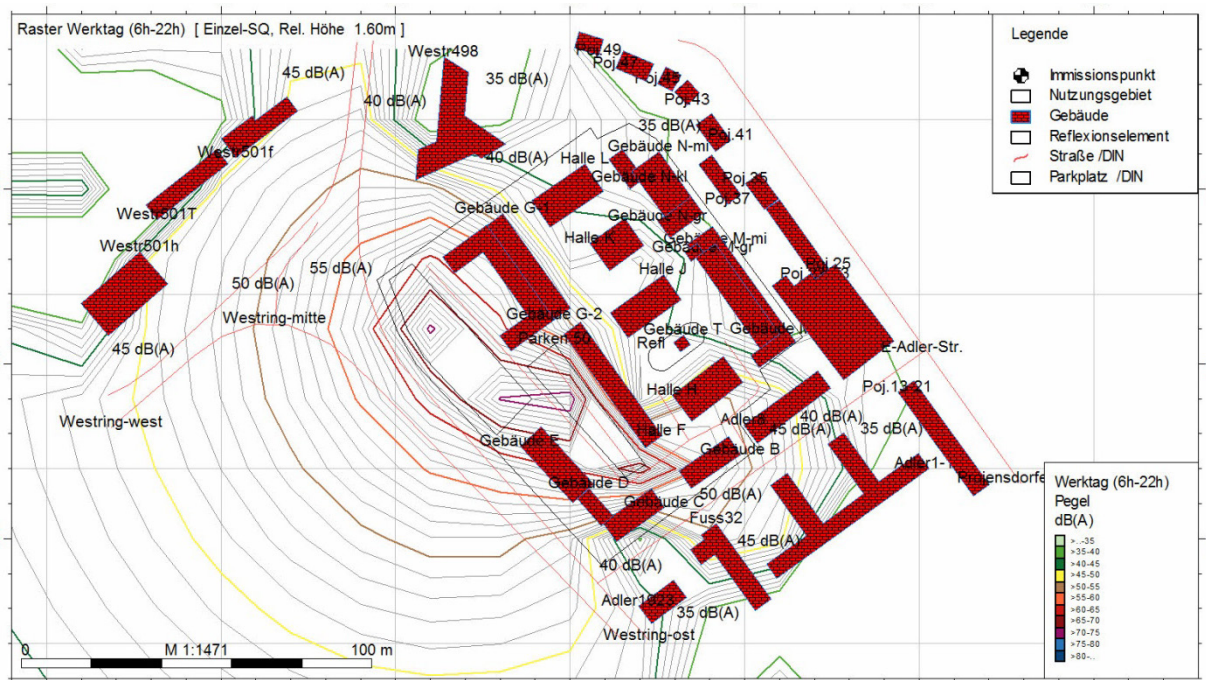 Raster Werktag (6h-22h) [ Einzel-SQ, Rel. Höhe 1.60m ]
Legende
Immissionspunkt
Nutzungsgebiet
Gebäude
Reflexionselement
Straße /DIN
Parkplatz /DIN
Westr498
Poj.49
Poj.47
Poj.45
Poj.43
Poj.41
45 dB(A)
35 dB(A)
40 dB(A)
35 dB(A)
40 dB(A)
Gebäude N-mi
Halle L
Gebäude N-kl
Poj.35
Poj.37
Westr501f
Westr501T
Westr501h
Gebäude G-1
Gebäude N-gr
Halle K
Gebäude M-mi
Halle J
55 dB(A)
50 dB(A)
Poj.25
Westring-mitte
Gebäude G-2
Gebäude T
Parken 50
Refl
E-Adler-Str.
45 dB(A)
Halle H
Poj.13-21
Westring-west
Adler8
40 dB(A)
45 dB(A)
35 dB(A)
Halle F
Gebäude E
Gebäude B
Gebäude D
Gebäude C
50 dB(A)
Fuss32
45 dB(A)
40 dB(A)
35 dB(A)
Westring-ost
Werktag (6h-22h)
Pegel
dB(A)
>...-35
>35-40
>40-45
>45-50
>50-55
>55-60
>60-65
>65-70
>70-75
>75-80
>80-...
0 M 1:1471 100 m